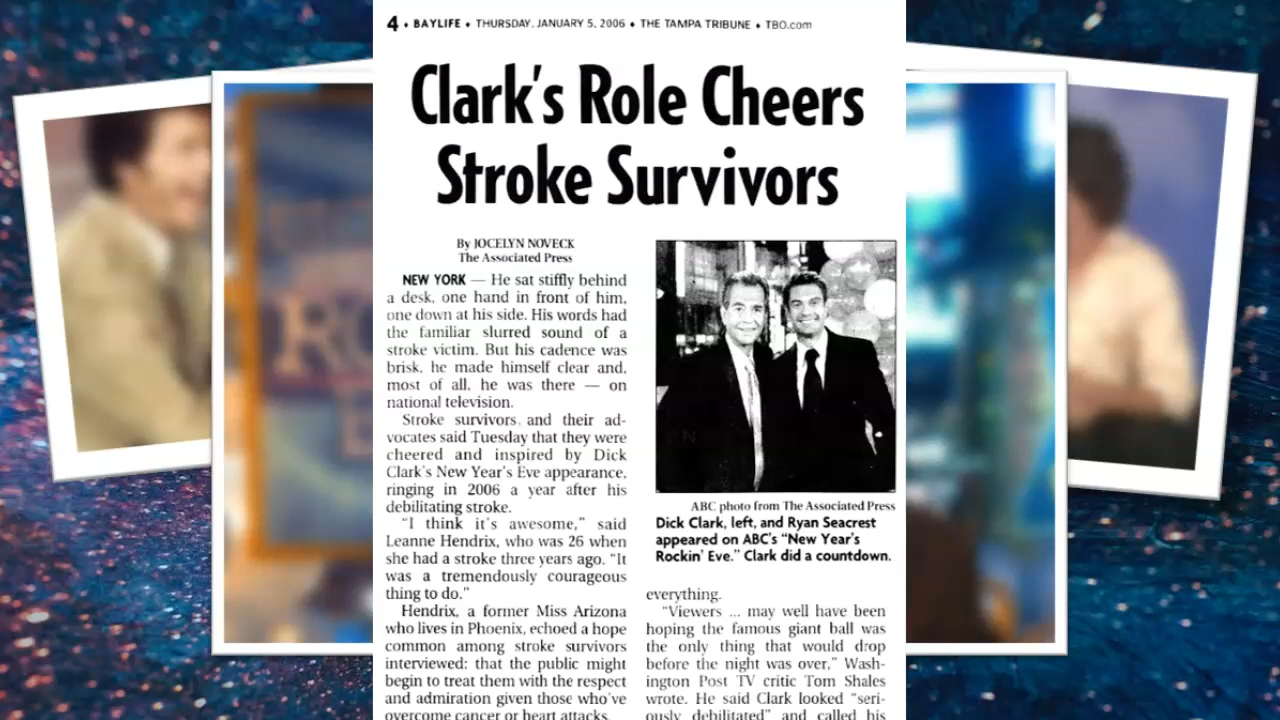 4 • BAYLIFE • THURSDAY, JANUARY 5, 2006 • THE TAMPA TRIBUNE • TBO.com
Clark's Role Cheers
Stroke Survivors
By JOCELYN NOVECK
The Associated Press
NEW YORK — He sat stiffly behind
a desk, one hand in front of him,
one down at his side. His words had
the familiar slurred sound of a
stroke victim. But his cadence was
brisk, he made himself clear and,
most of all, he was there — on
national television.
Stroke survivors and their ad-
vocates said Tuesday that they were
cheered and inspired by Dick
Clark's New Year's Eve appearance,
ringing in 2006 a year after his
debilitating stroke.
"I think it's awesome," said
Leanne Hendrix, who was 26 when
she had a stroke three years ago. "It
was a tremendously courageous
thing to do."
Hendrix, a former Miss Arizona
who lives in Phoenix, echoed a hope
common among stroke survivors
interviewed: that the public might
begin to treat them with the respect
and admiration given those who've
overcome cancer or heart attacks.
ABC photo from The Associated Press
Dick Clark, left, and Ryan Seacrest
appeared on ABC's "New Year's
Rockin' Eve." Clark did a countdown.
everything.
"Viewers ... may well have been
hoping the famous giant ball was
the only thing that would drop
before the night was over," Wash-
ington Post TV critic Tom Shales
wrote. He said Clark looked "seri-
ously debilitated" and called his